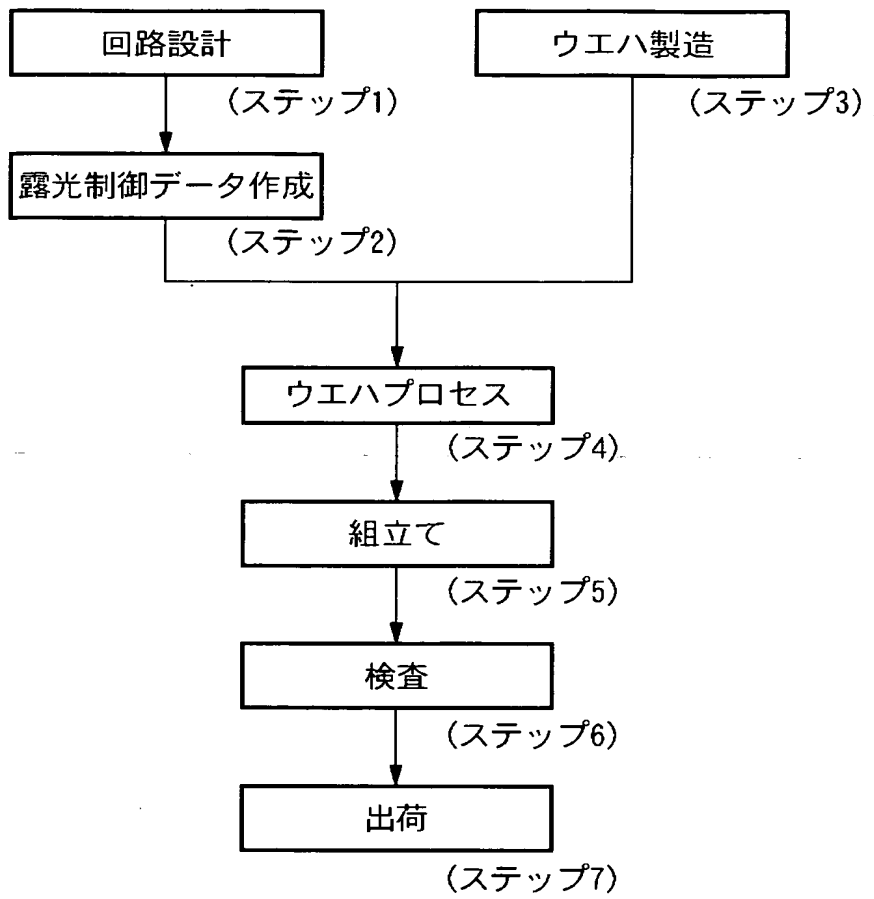 回路設計
(ステップ1)
ウエハ製造
(ステップ3)
露光制御データ作成
(ステップ2)
ウエハプロセス
(ステップ4)
組立て
(ステップ5)
検査
(ステップ6)
出荷
(ステップ7)